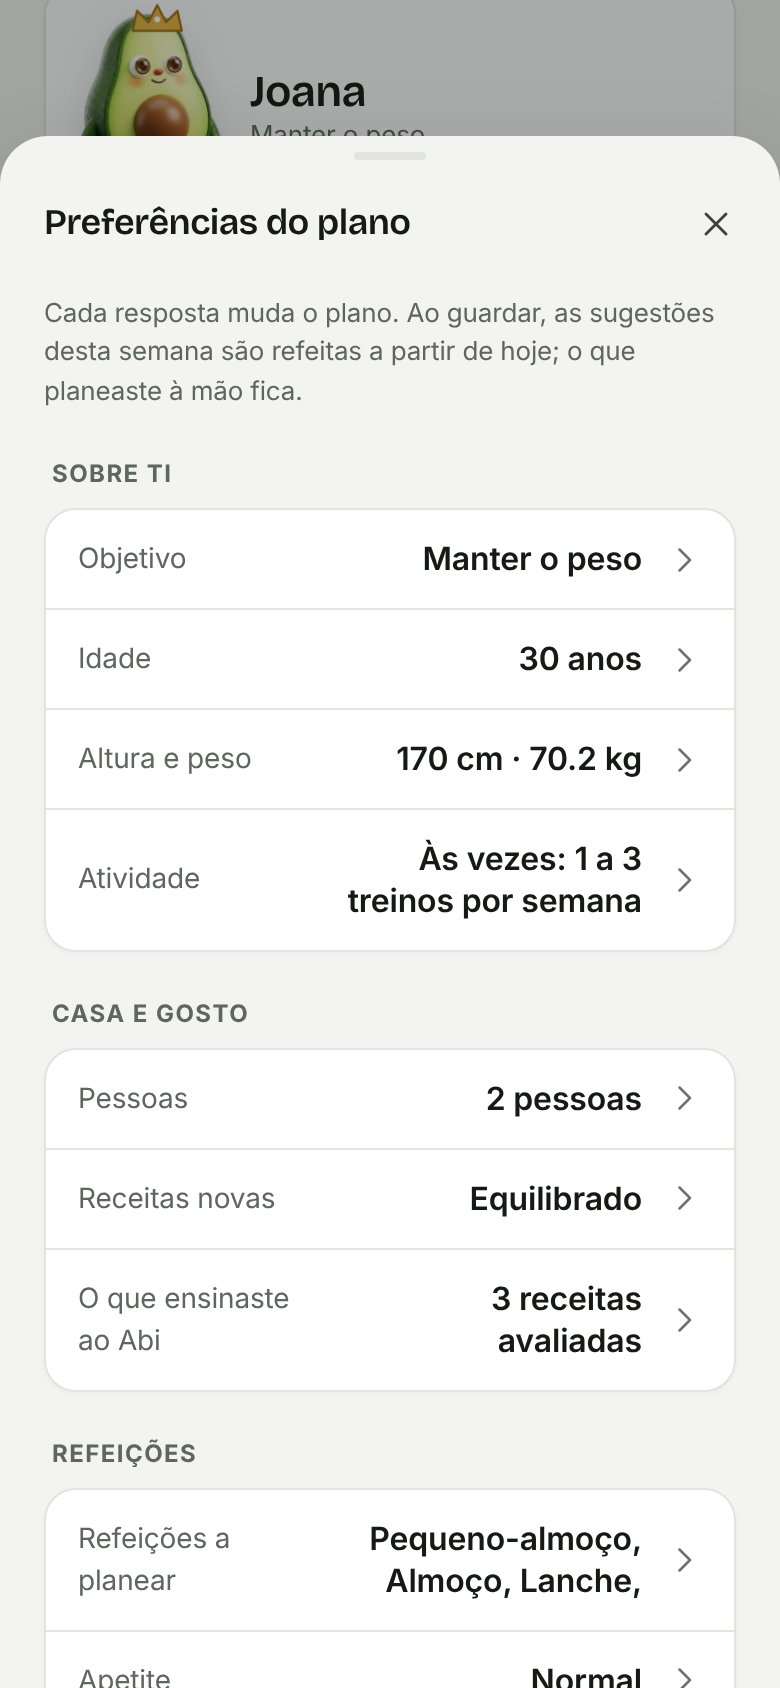 Joana
Manter o peso
Preferências do plano
Cada resposta muda o plano. Ao guardar, as sugestões
desta semana são refeitas a partir de hoje; o que
planeaste à mão fica.
SOBRE TI
Objetivo
Manter o peso
Idade
30 anos
Altura e peso
170 cm · 70.2 kg
Atividade
Às vezes: 1 a 3
treinos por semana
CASA E GOSTO
Pessoas
2 pessoas
Receitas novas
Equilibrado
O que ensinaste
ao Abi
3 receitas
avaliadas
REFEIÇÕES
Refeições a
planear
Pequeno-almoço,
Almoço, Lanche,
Apetite
Normal